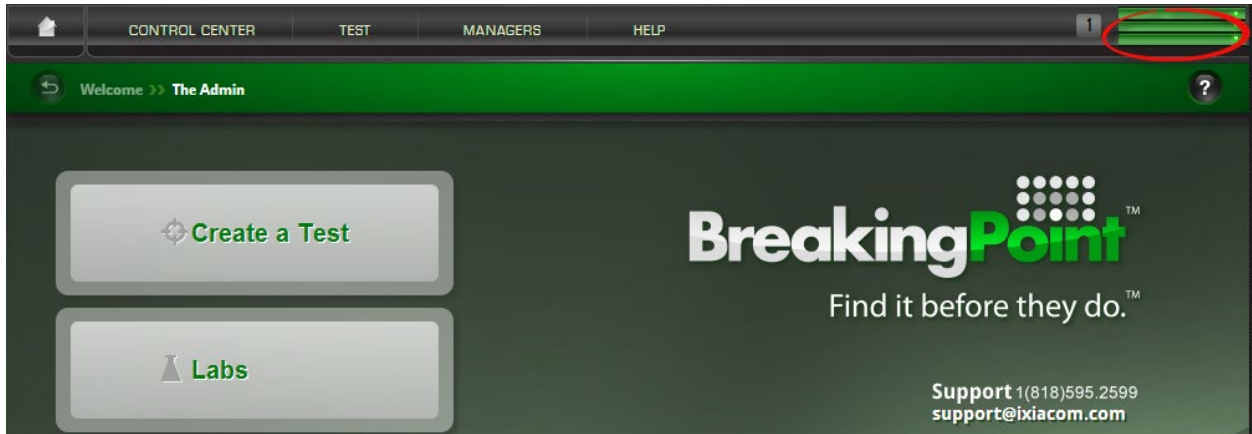 CONTROL CENTER TEST MANAGERS HELP 1
Welcome >> The Admin ?
Create a Test
Labs
BreakingPoint™
Find it before they do.™
Support 1(818)595.2599
support@ixiacom.com